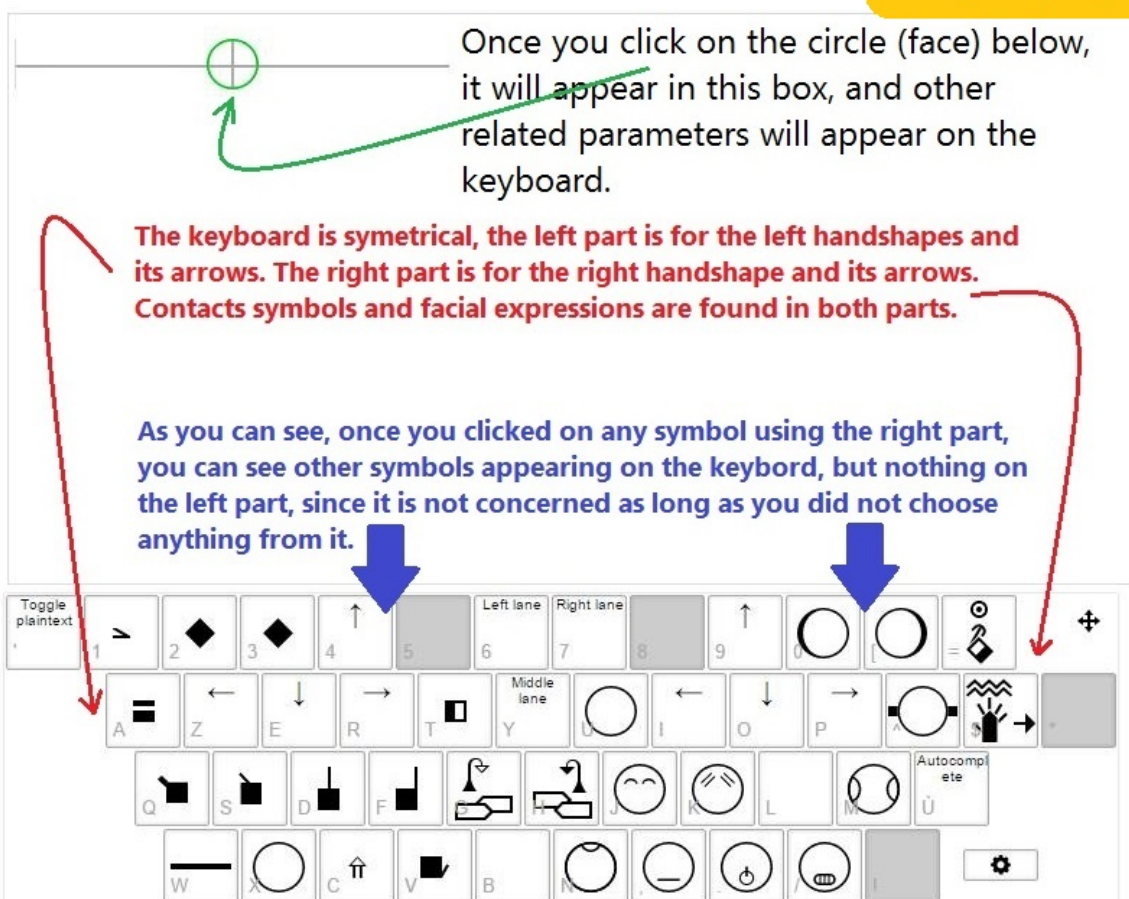 Once you click on the circle (face) below,
it will appear in this box, and other
related parameters will appear on the
keyboard.
The keyboard is symetrical, the left part is for the left handshapes and
its arrows. The right part is for the right handshape and its arrows.
Contacts symbols and facial expressions are found in both parts.
As you can see, once you clicked on any symbol using the right part,
you can see other symbols appearing on the keybord, but nothing on
the left part, since it is not concerned as long as you did not choose
anything from it.
Toggle
plaintext
' 1 2 3 4 5
Left lane
6
Right lane
7 8 9 0 [ =
A Z E R T
Middle
lane
Y U I O P ^ $ *
Q S D F G H J K L M
Autocompl
ete
Ù
W X C V B N , . / !